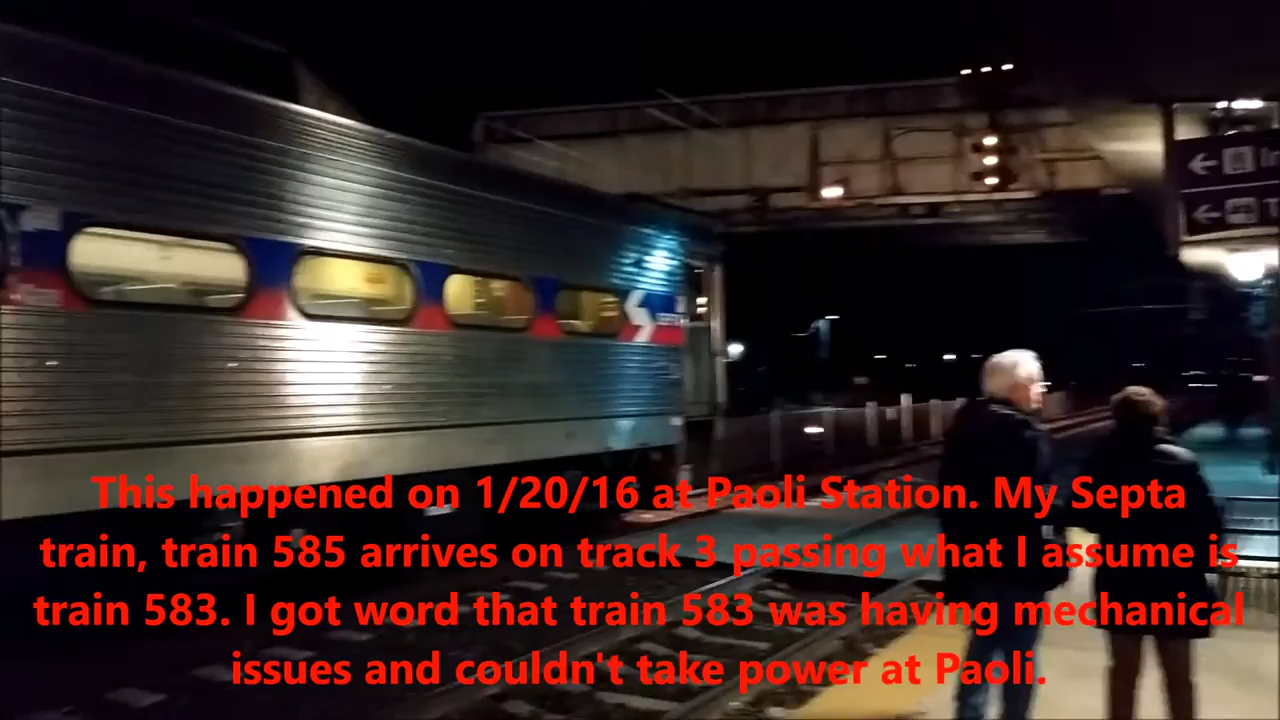 This happened on 1/20/16 at Paoli Station. My Septa
train, train 585 arrives on track 3 passing what I assume is
train 583. I got word that train 583 was having mechanical
issues and couldn't take power at Paoli.